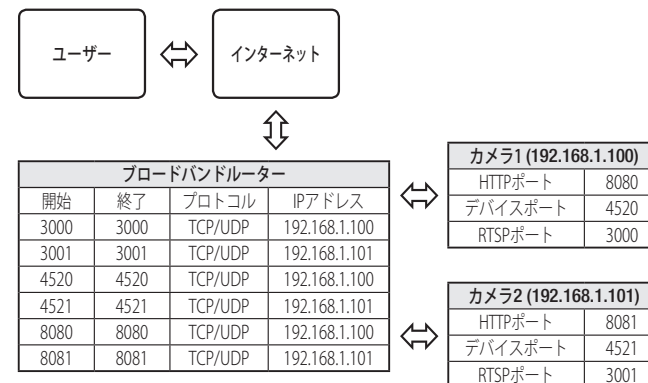 ユーザー
インターネット
ブロードバンドルーター
開始 終了 プロトコル IPアドレス
3000 3000 TCP/UDP 192.168.1.100
3001 3001 TCP/UDP 192.168.1.101
4520 4520 TCP/UDP 192.168.1.100
4521 4521 TCP/UDP 192.168.1.101
8080 8080 TCP/UDP 192.168.1.100
8081 8081 TCP/UDP 192.168.1.101
カメラ1 (192.168.1.100)
HTTPポート 8080
デバイスポート 4520
RTSPポート 3000
カメラ2 (192.168.1.101)
HTTPポート 8081
デバイスポート 4521
RTSPポート 3001